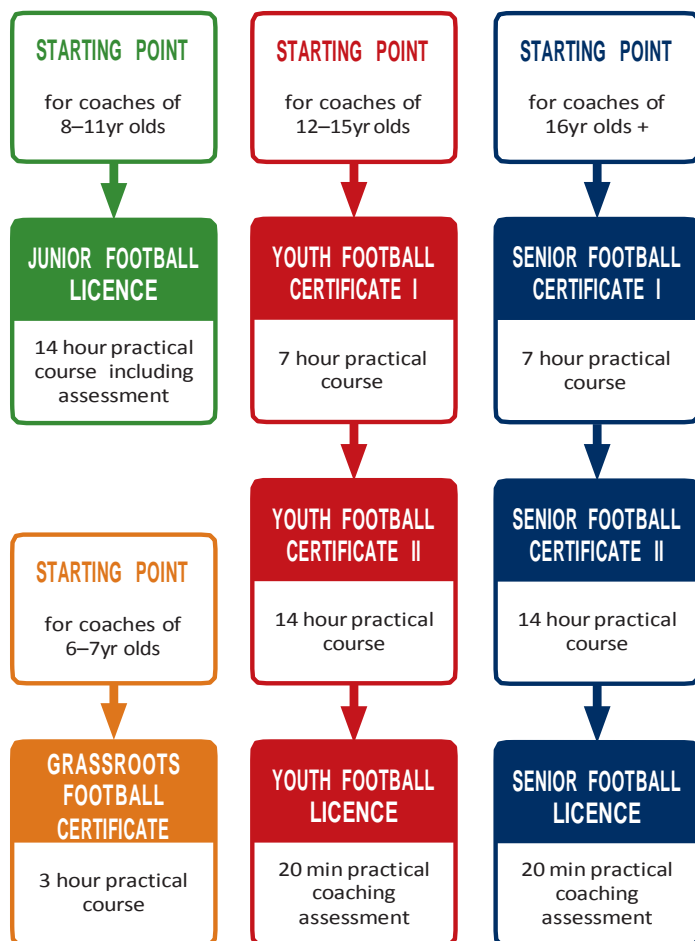 STARTING POINT
for coaches of
8–11yr olds
JUNIOR FOOTBALL
LICENCE
14 hour practical
course including
assessment
STARTING POINT
for coaches of
6–7yr olds
GRASSROOTS
FOOTBALL
CERTIFICATE
3 hour practical
course
STARTING POINT
for coaches of
12–15yr olds
YOUTH FOOTBALL
CERTIFICATE I
7 hour practical
course
YOUTH FOOTBALL
CERTIFICATE II
14 hour practical
course
YOUTH FOOTBALL
LICENCE
20 min practical
coaching
assessment
STARTING POINT
for coaches of
16yr olds +
SENIOR FOOTBALL
CERTIFICATE I
7 hour practical
course
SENIOR FOOTBALL
CERTIFICATE II
14 hour practical
course
SENIOR FOOTBALL
LICENCE
20 min practical
coaching
assessment